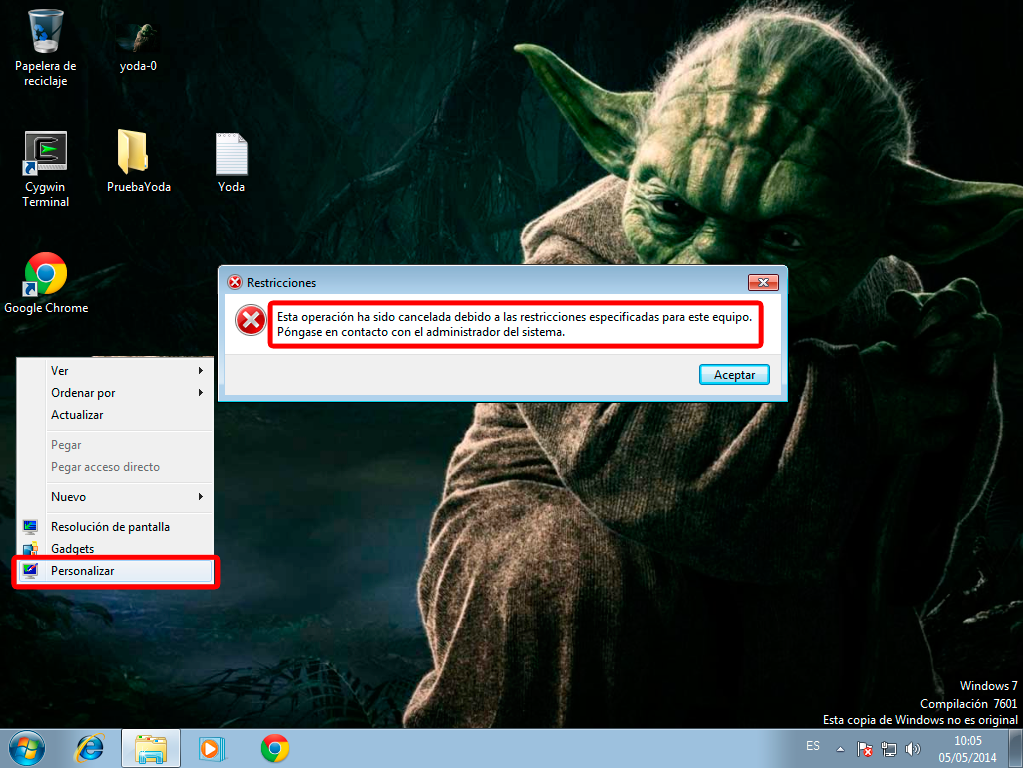 Papelera de
reciclaje
yoda-0
Cygwin
Terminal
PruebaYoda
Yoda
Google Chrome
Restricciones
Esta operación ha sido cancelada debido a las restricciones especificadas para este equipo.
Póngase en contacto con el administrador del sistema.
Aceptar
Ver
Ordenar por
Actualizar
Pegar
Pegar acceso directo
Nuevo
Resolución de pantalla
Gadgets
Personalizar
Windows 7
Compilación 7601
Esta copia de Windows no es original
ES
10:05
05/05/2014